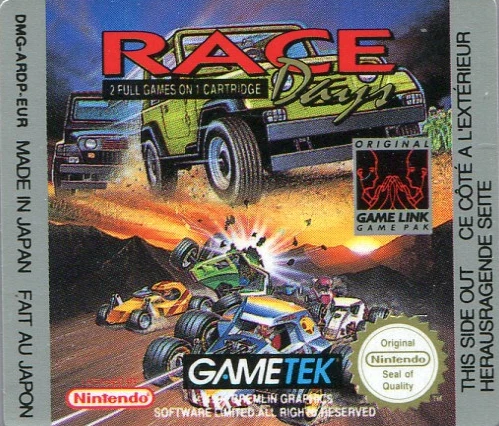 DMG-ARDP-EUR MADE IN JAPAN FAIT AU JAPON
RACE
Days
2 FULL GAMES ON 1 CARTRIDGE
ORIGINAL
GAME LINK
GAME PAK
THIS SIDE OUT CE CÔTÉ A L'EXTÉRIEUR
HERAUSRAGENDE SEITE
Original
Nintendo
Seal of
Quality
GAMETEK
Nintendo
GREMLIN GRAPHICS
SOFTWARE LIMITED ALL RIGHTS RESERVED